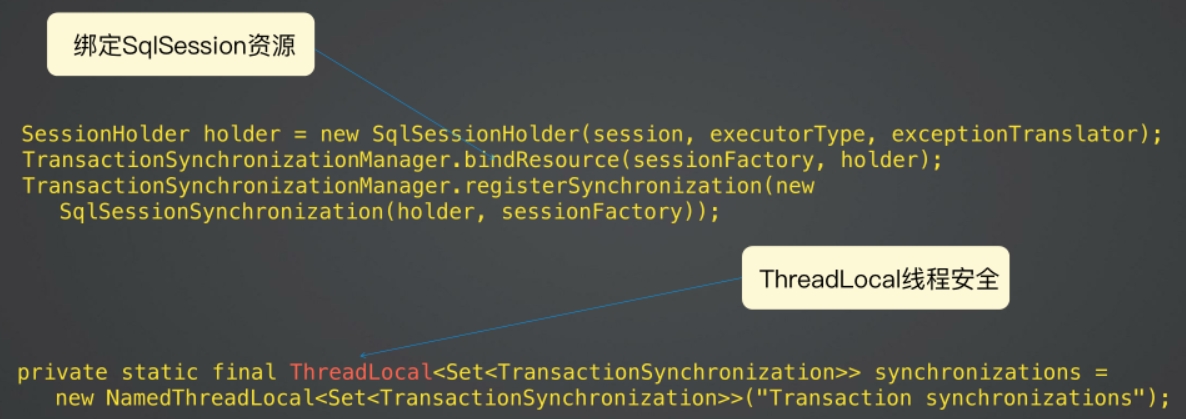 绑定SqlSession资源
SessionHolder holder = new SqlSessionHolder(session, executorType, exceptionTranslator);
TransactionSynchronizationManager.bindResource(sessionFactory, holder);
TransactionSynchronizationManager.registerSynchronization(new
SqlSessionSynchronization(holder, sessionFactory));
ThreadLocal线程安全
private static final ThreadLocal<Set<TransactionSynchronization>> synchronizations =
new NamedThreadLocal<Set<TransactionSynchronization>>("Transaction synchronizations");